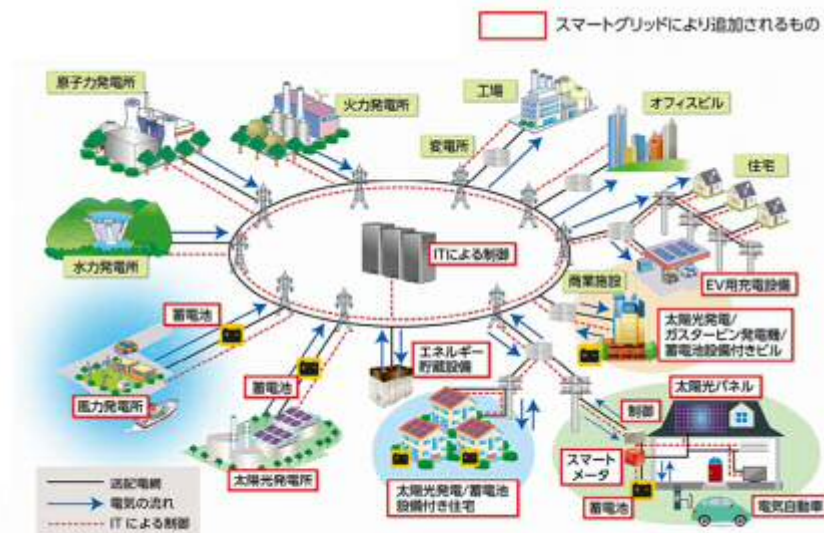 スマートグリッドにより追加されるもの
原子力発電所
火力発電所
工場
オフィスビル
変電所
住宅
ITによる制御
水力発電所
EV用充電設備
商業施設
蓄電池
太陽光発電/
ガスタービン発電機/
蓄電池設備付きビル
エネルギー
貯蔵設備
蓄電池
風力発電所
太陽光パネル
制御
太陽光発電所
スマート
メータ
太陽光発電/蓄電池
設備付き住宅
蓄電池
電気自動車
送配電網
電気の流れ
ITによる制御